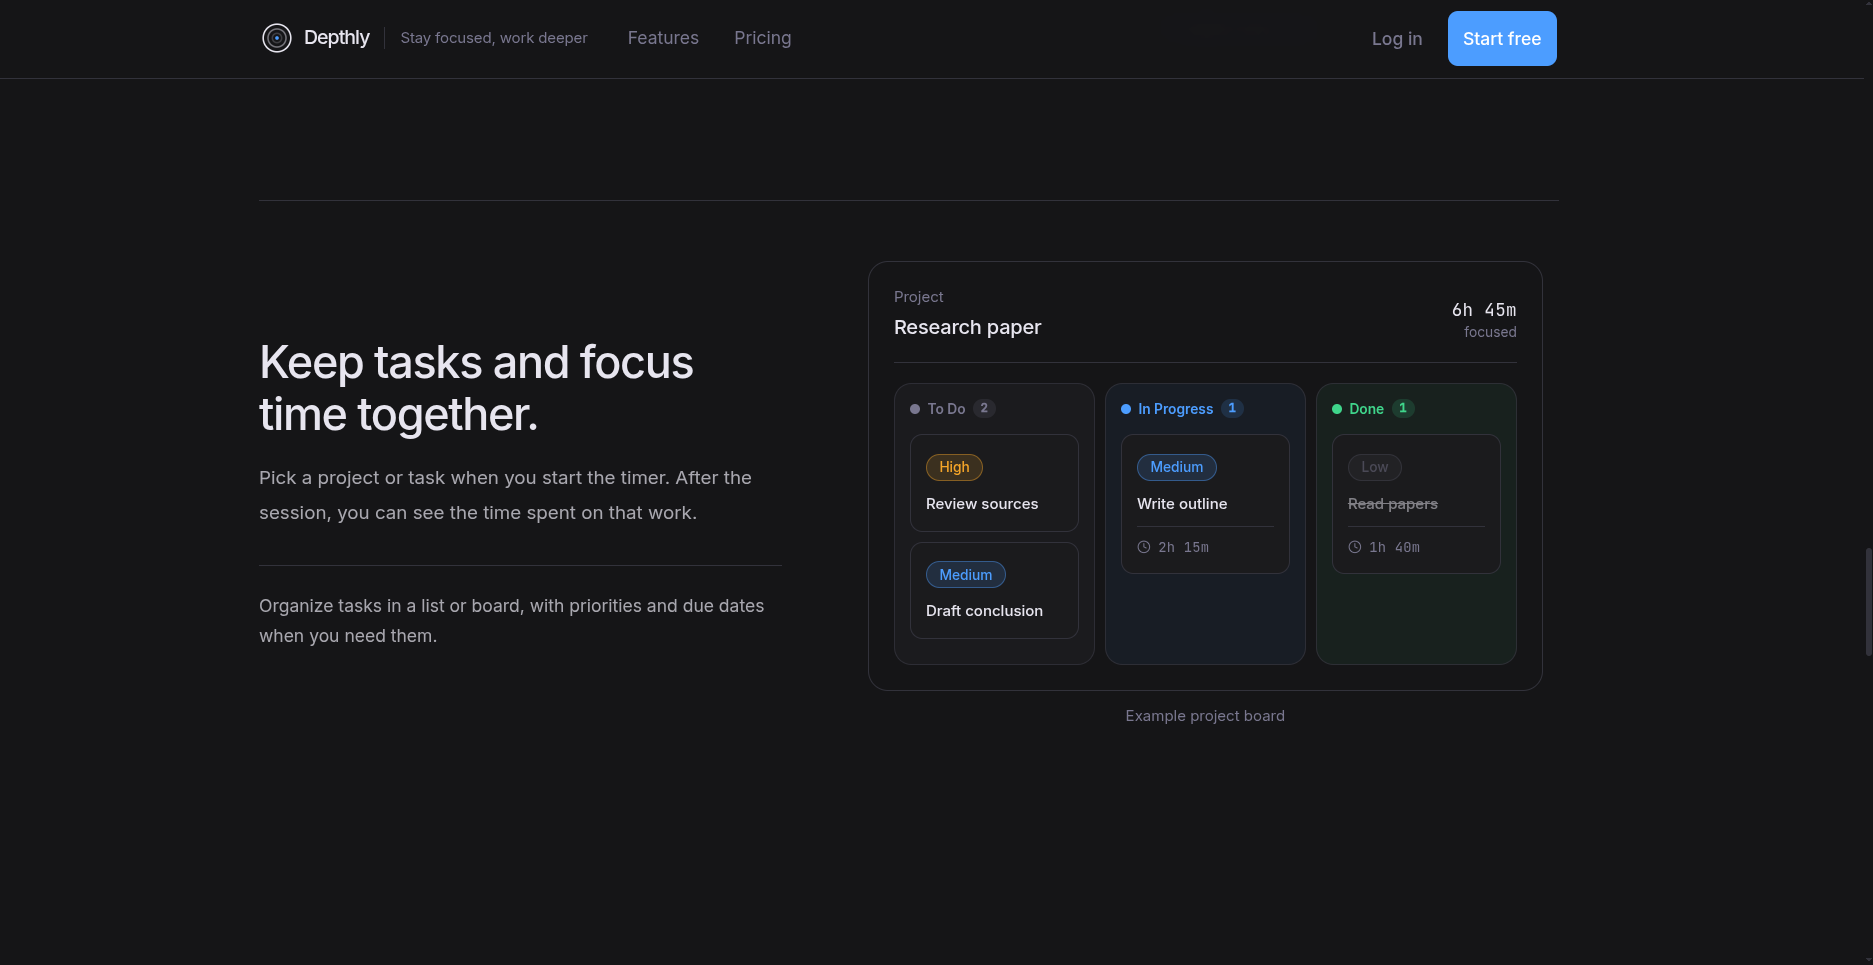 Depthly
Stay focused, work deeper
Features
Pricing
Log in
Start free
Keep tasks and focus
time together.
Pick a project or task when you start the timer. After the
session, you can see the time spent on that work.
Organize tasks in a list or board, with priorities and due dates
when you need them.
Project
Research paper
6h 45m
focused
To Do 2
High
Review sources
Medium
Draft conclusion
In Progress 1
Medium
Write outline
2h 15m
Done 1
Low
Read papers
1h 40m
Example project board